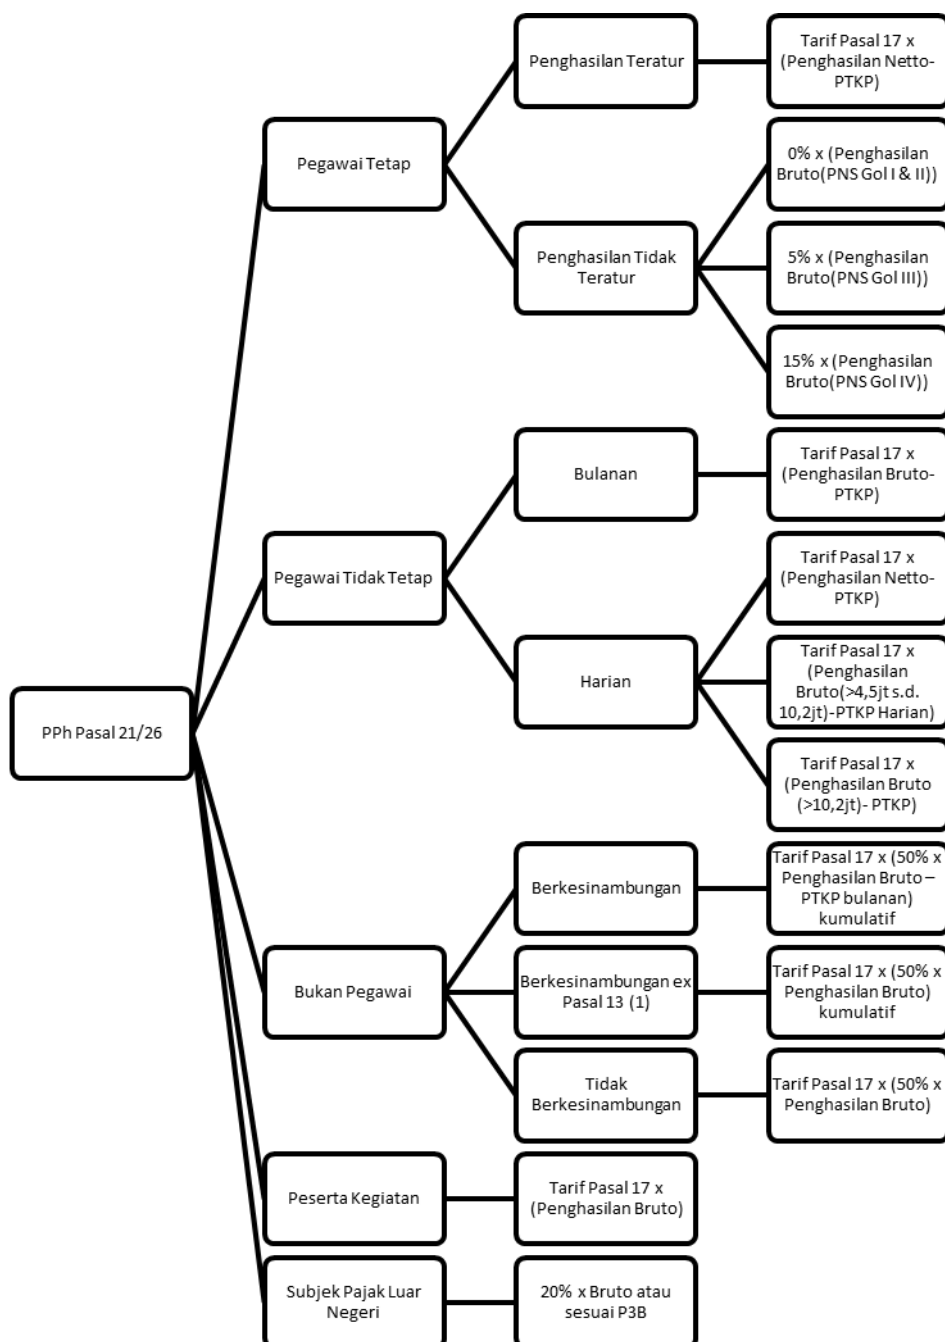 PPh Pasal 21/26
Pegawai Tetap
Penghasilan Teratur
Tarif Pasal 17 x
(Penghasilan Netto-
PTKP)
Penghasilan Tidak
Teratur
0% x (Penghasilan
Bruto(PNS Gol I & II))
5% x (Penghasilan
Bruto(PNS Gol III))
15% x (Penghasilan
Bruto(PNS Gol IV))
Pegawai Tidak Tetap
Bulanan
Tarif Pasal 17 x
(Penghasilan Bruto-
PTKP)
Harian
Tarif Pasal 17 x
(Penghasilan Netto-
PTKP)
Tarif Pasal 17 x
(Penghasilan
Bruto(>4,5jt s.d.
10,2jt)-PTKP Harian)
Tarif Pasal 17 x
(Penghasilan Bruto
(>10,2jt)- PTKP)
Bukan Pegawai
Berkesinambungan
Tarif Pasal 17 x (50% x
Penghasilan Bruto –
PTKP bulanan)
kumulatif
Berkesinambungan ex
Pasal 13 (1)
Tarif Pasal 17 x (50% x
Penghasilan Bruto)
kumulatif
Tidak
Berkesinambungan
Tarif Pasal 17 x (50% x
Penghasilan Bruto)
Peserta Kegiatan
Tarif Pasal 17 x
(Penghasilan Bruto)
Subjek Pajak Luar
Negeri
20% x Bruto atau
sesuai P3B